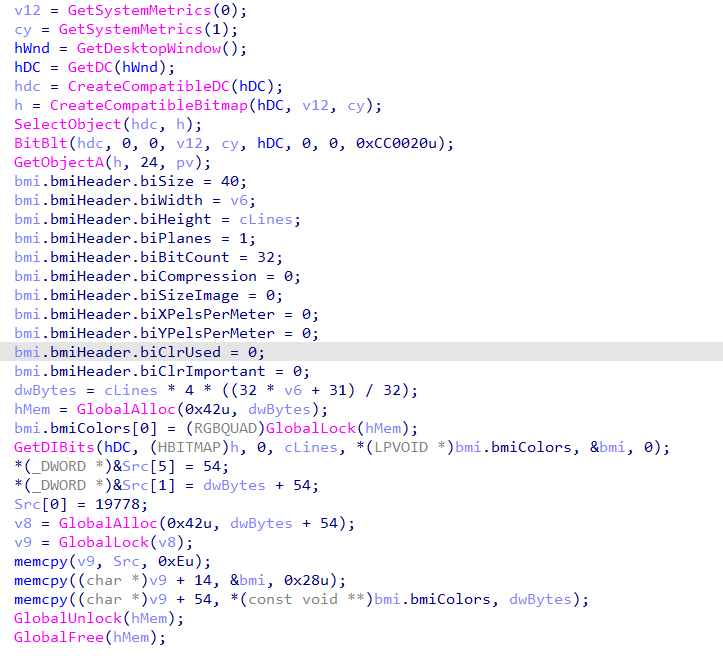 v12 = GetSystemMetrics(0);
cy = GetSystemMetrics(1);
hWnd = GetDesktopWindow();
hDC = GetDC(hWnd);
hdc = CreateCompatibleDC(hDC);
h = CreateCompatibleBitmap(hDC, v12, cy);
SelectObject(hdc, h);
BitBlt(hdc, 0, 0, v12, cy, hDC, 0, 0, 0xCC0020u);
GetObjectA(h, 24, pv);
bmi.bmiHeader.biSize = 40;
bmi.bmiHeader.biWidth = v6;
bmi.bmiHeader.biHeight = cLines;
bmi.bmiHeader.biPlanes = 1;
bmi.bmiHeader.biBitCount = 32;
bmi.bmiHeader.biCompression = 0;
bmi.bmiHeader.biSizeImage = 0;
bmi.bmiHeader.biXPelsPerMeter = 0;
bmi.bmiHeader.biYPelsPerMeter = 0;
bmi.bmiHeader.biClrUsed = 0;
bmi.bmiHeader.biClrImportant = 0;
dwBytes = cLines * 4 * ((32 * v6 + 31) / 32);
hMem = GlobalAlloc(0x42u, dwBytes);
bmi.bmiColors[0] = (RGBQUAD)GlobalLock(hMem);
GetDIBits(hDC, (HBITMAP)h, 0, cLines, *(LPVOID *)bmi.bmiColors, &bmi, 0);
*(_DWORD *)&Src[5] = 54;
*(_DWORD *)&Src[1] = dwBytes + 54;
Src[0] = 19778;
v8 = GlobalAlloc(0x42u, dwBytes + 54);
v9 = GlobalLock(v8);
memcpy(v9, Src, 0xEu);
memcpy((char *)v9 + 14, &bmi, 0x28u);
memcpy((char *)v9 + 54, *(const void **)bmi.bmiColors, dwBytes);
GlobalUnlock(hMem);
GlobalFree(hMem);